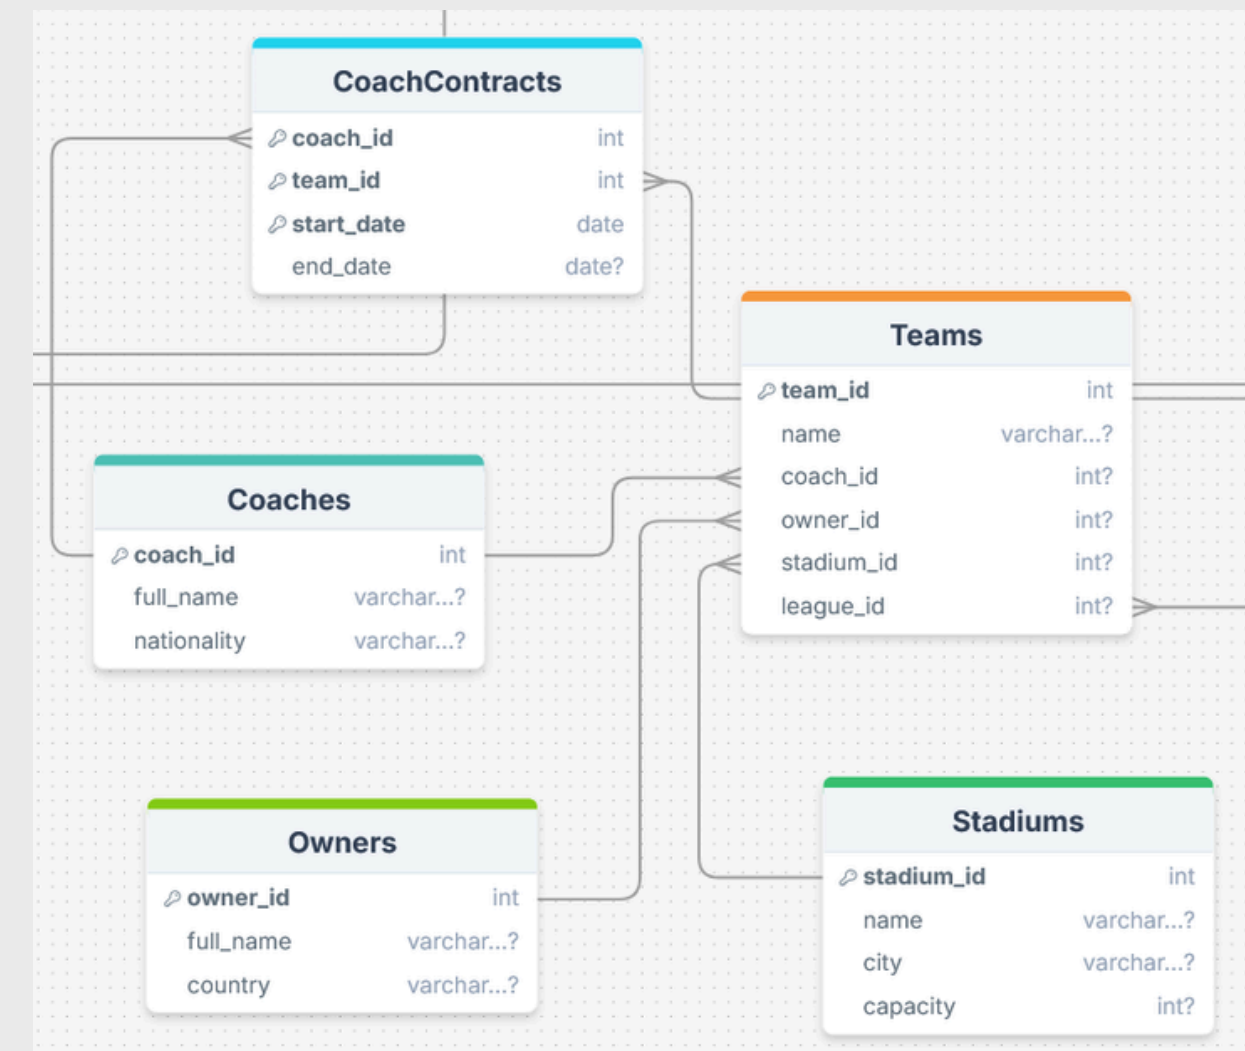 CoachContracts
coach_id int
team_id int
start_date date
end_date date?
Teams
team_id int
name varchar...?
coach_id int?
owner_id int?
stadium_id int?
league_id int?
Coaches
coach_id int
full_name varchar...?
nationality varchar...?
Owners
owner_id int
full_name varchar...?
country varchar...?
Stadiums
stadium_id int
name varchar...?
city varchar...?
capacity int?